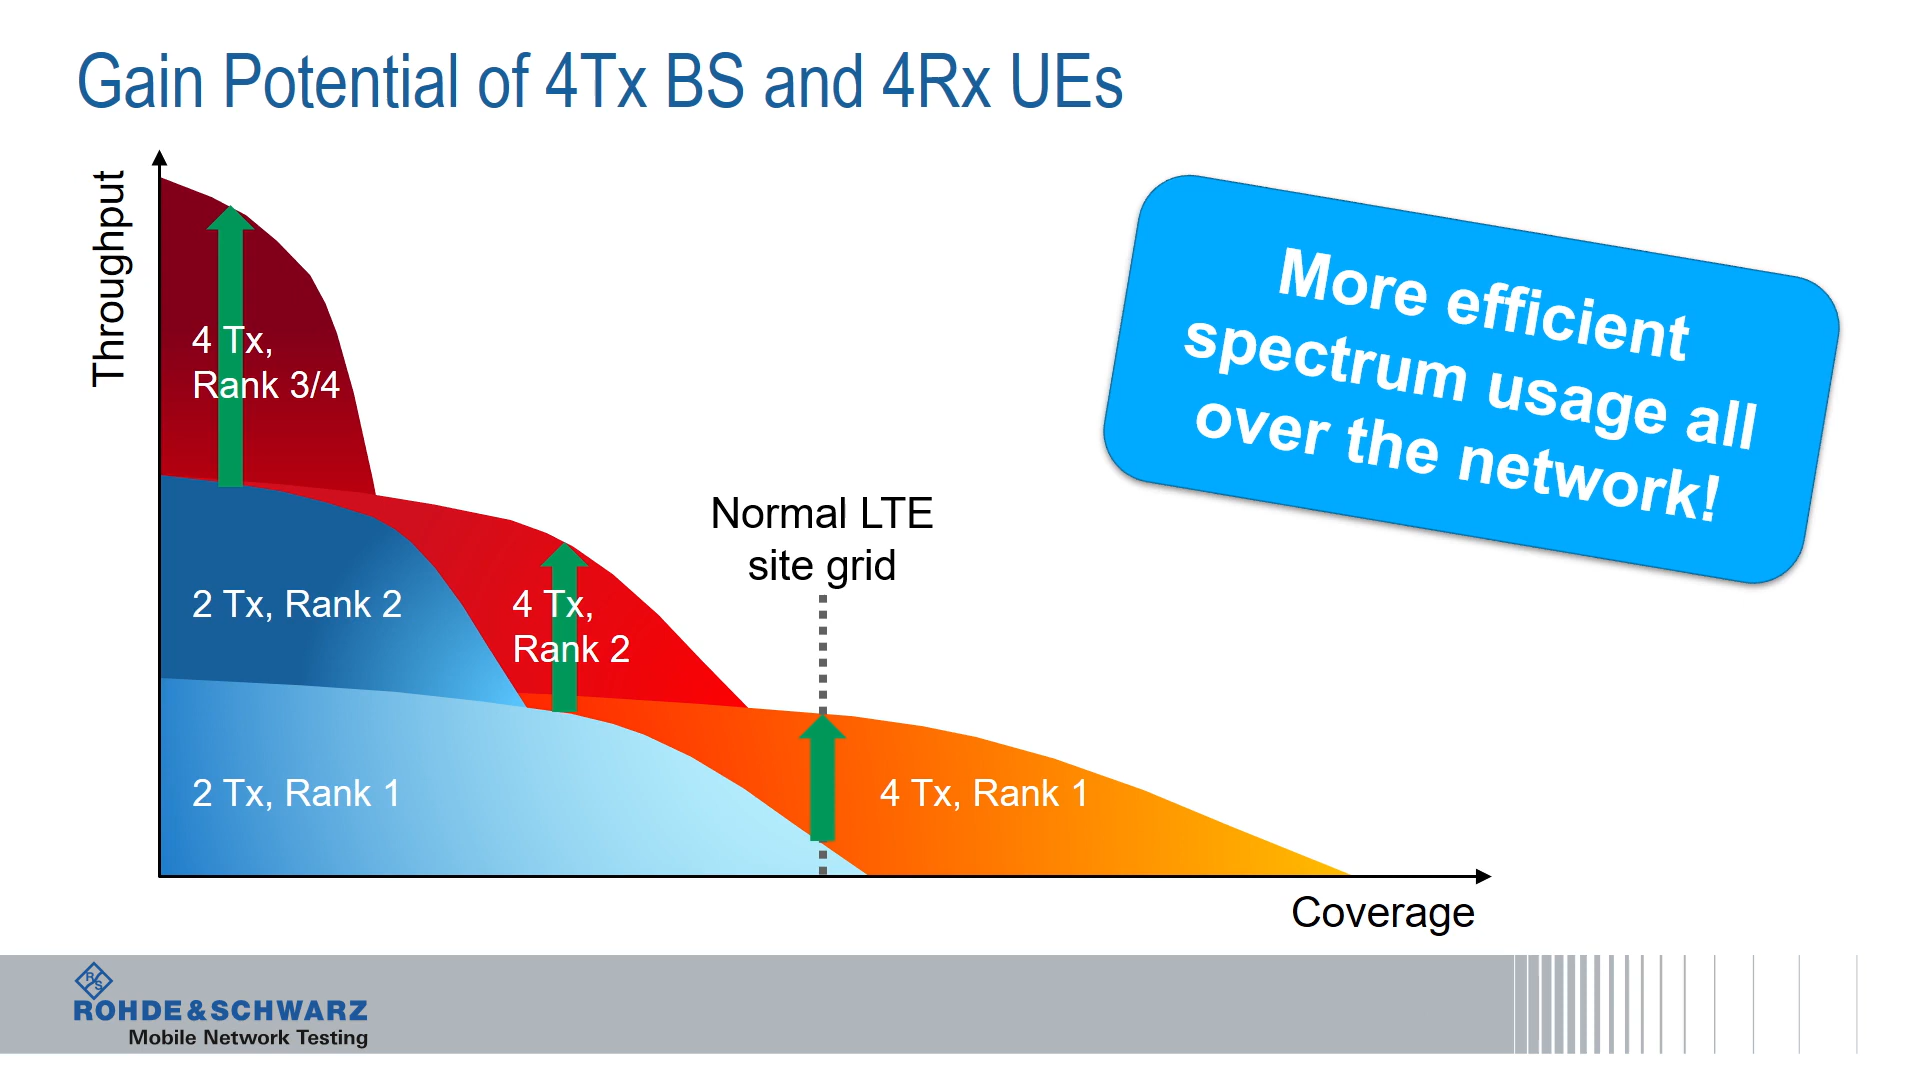 Gain Potential of 4Tx BS and 4Rx UEs
Throughput
More efficient
spectrum usage all
over the network!
4 Tx,
Rank 3/4
Normal LTE
site grid
2 Tx, Rank 2
4 Tx,
Rank 2
2 Tx, Rank 1
4 Tx, Rank 1
Coverage
R
S
ROHDE&SCHWARZ
Mobile Network Testing